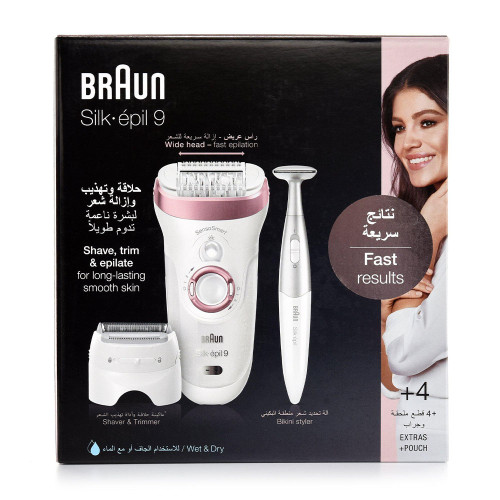 BRAUN
Silk·épil 9
رأس عريض - إزالة سريعة للشعر
Wide head – fast epilation
حلاقة وتهذيب
وإزالة شعر
لبشرة ناعمة
تدوم طويلاً
Shave, trim
& epilate
for long-lasting
smooth skin
SensoSmart
نتائج
سريعة
Fast
results
BRAUN
Silk·épil 9
ماكينة حلاقة وأداة تهذيب الشعر
Shaver & Trimmer
آلة تحديد شعر منطقة البكيني
Bikini styler
+4
+4 قطع ملحقة
وجراب
EXTRAS
+POUCH
للاستخدام الجاف أو مع الماء / Wet & Dry